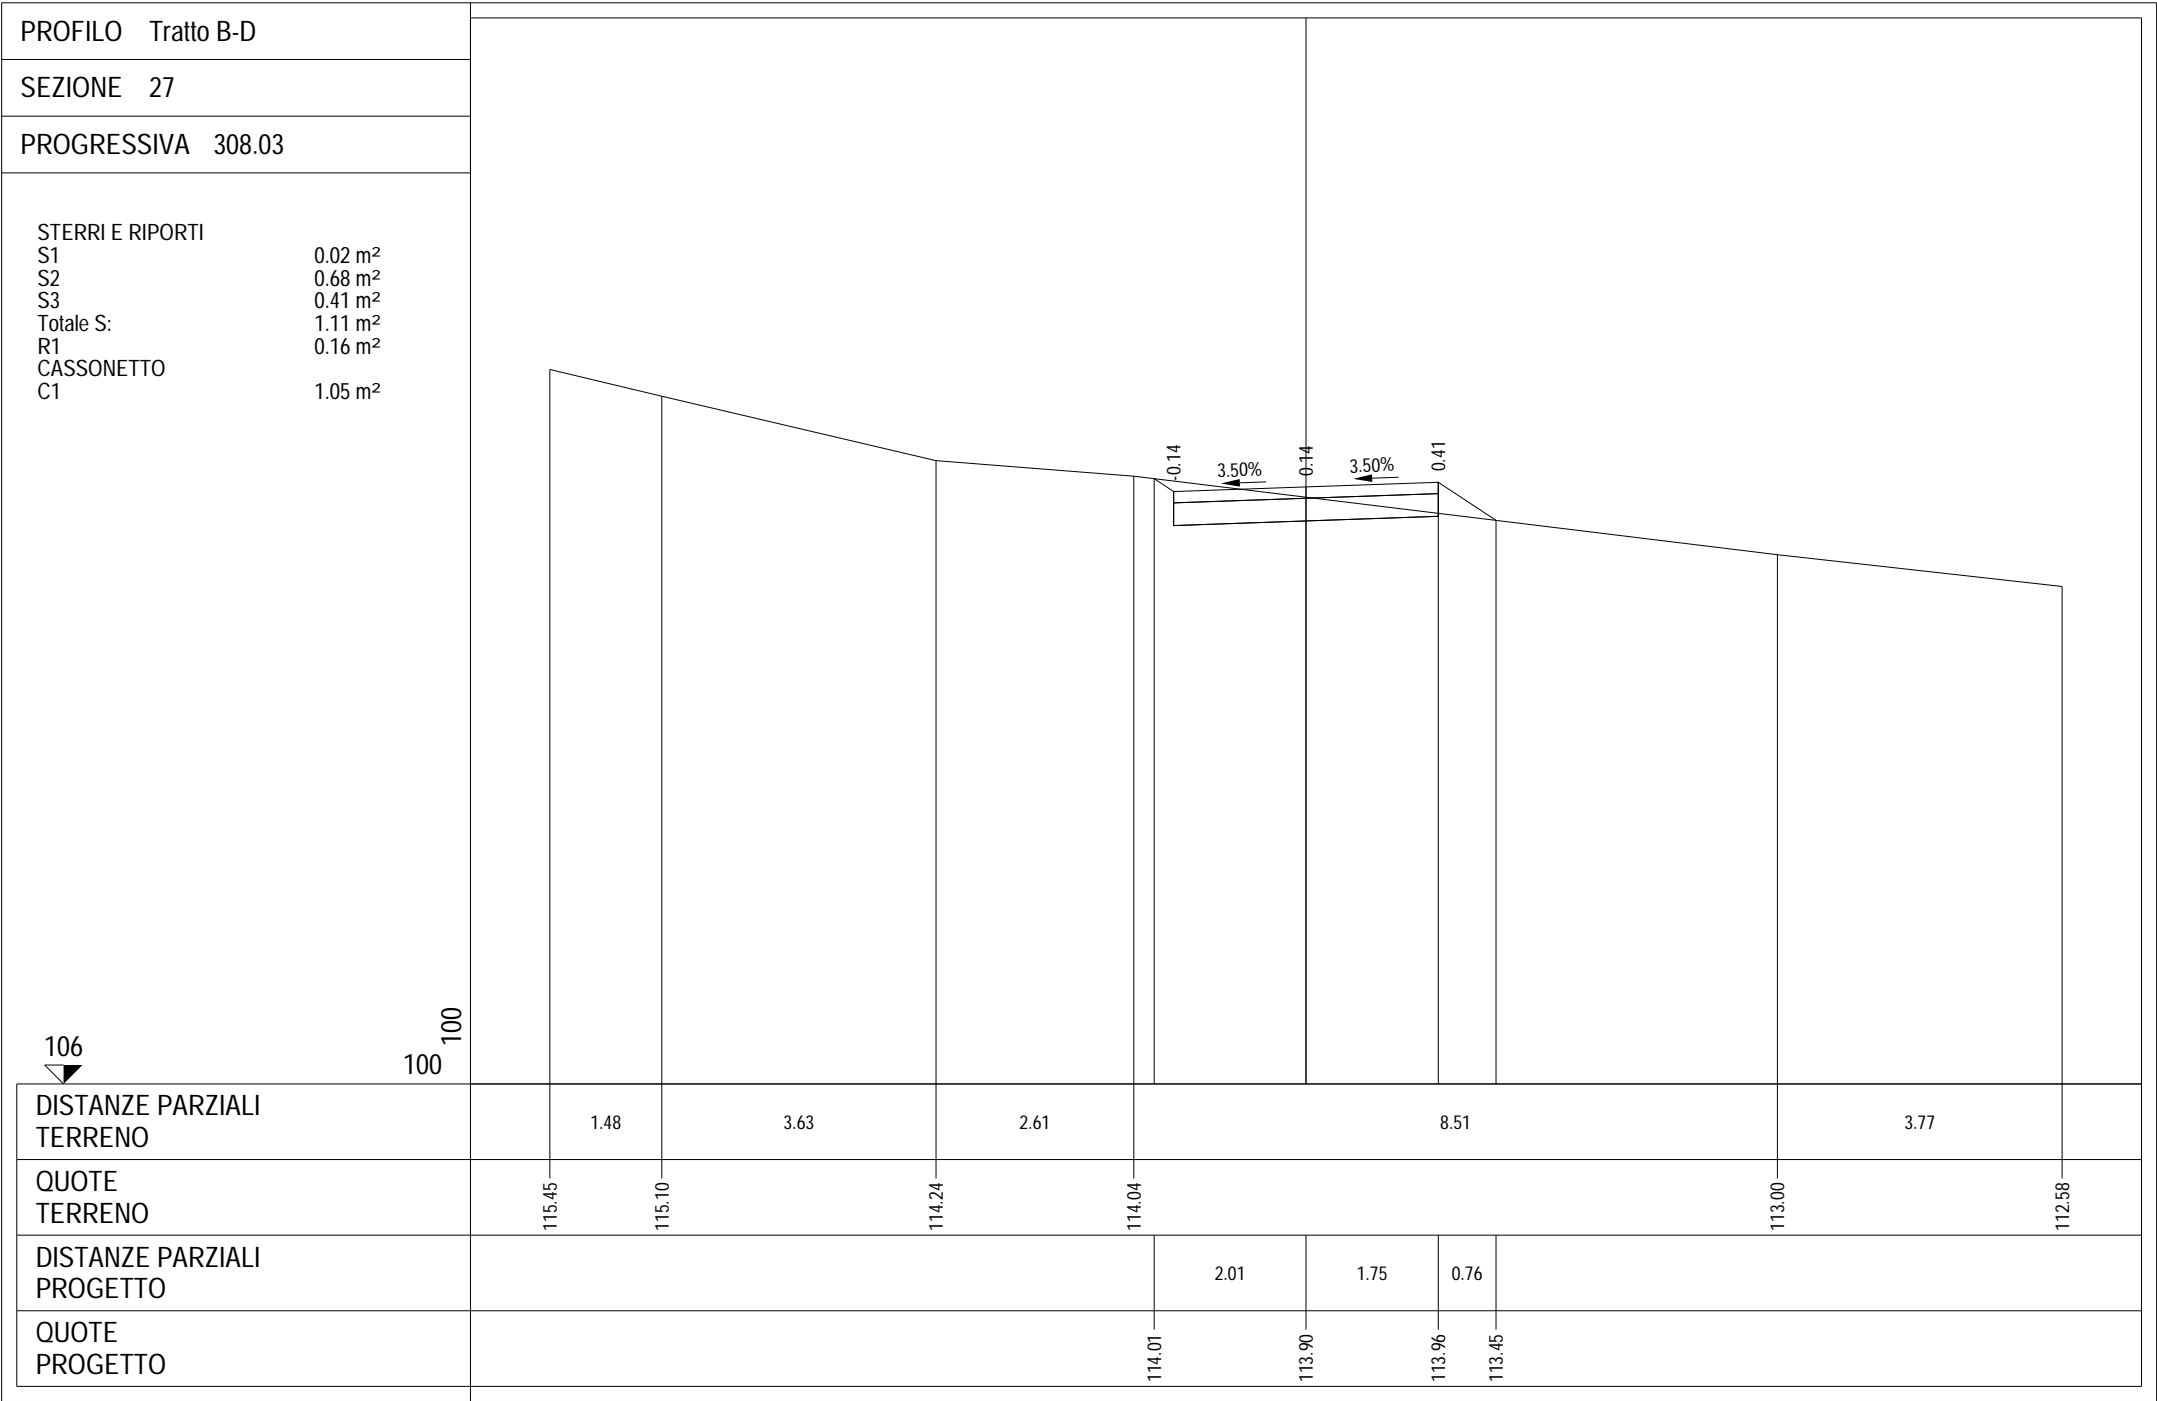 PROFILO Tratto B-D
SEZIONE 27
PROGRESSIVA 308.03
STERRI E RIPORTI
S1 0.02 m²
S2 0.68 m²
S3 0.41 m²
Totale S: 1.11 m²
R1 0.16 m²
CASSONETTO
C1 1.05 m²
-0.14 3.50% 0.14 3.50% 0.41
106 100 100
DISTANZE PARZIALI
TERRENO
1.48 3.63 2.61 8.51 3.77
QUOTE
TERRENO
115.45 115.10 114.24 114.04 113.00 112.58
DISTANZE PARZIALI
PROGETTO
2.01 1.75 0.76
QUOTE
PROGETTO
114.01 113.90 113.96 113.45